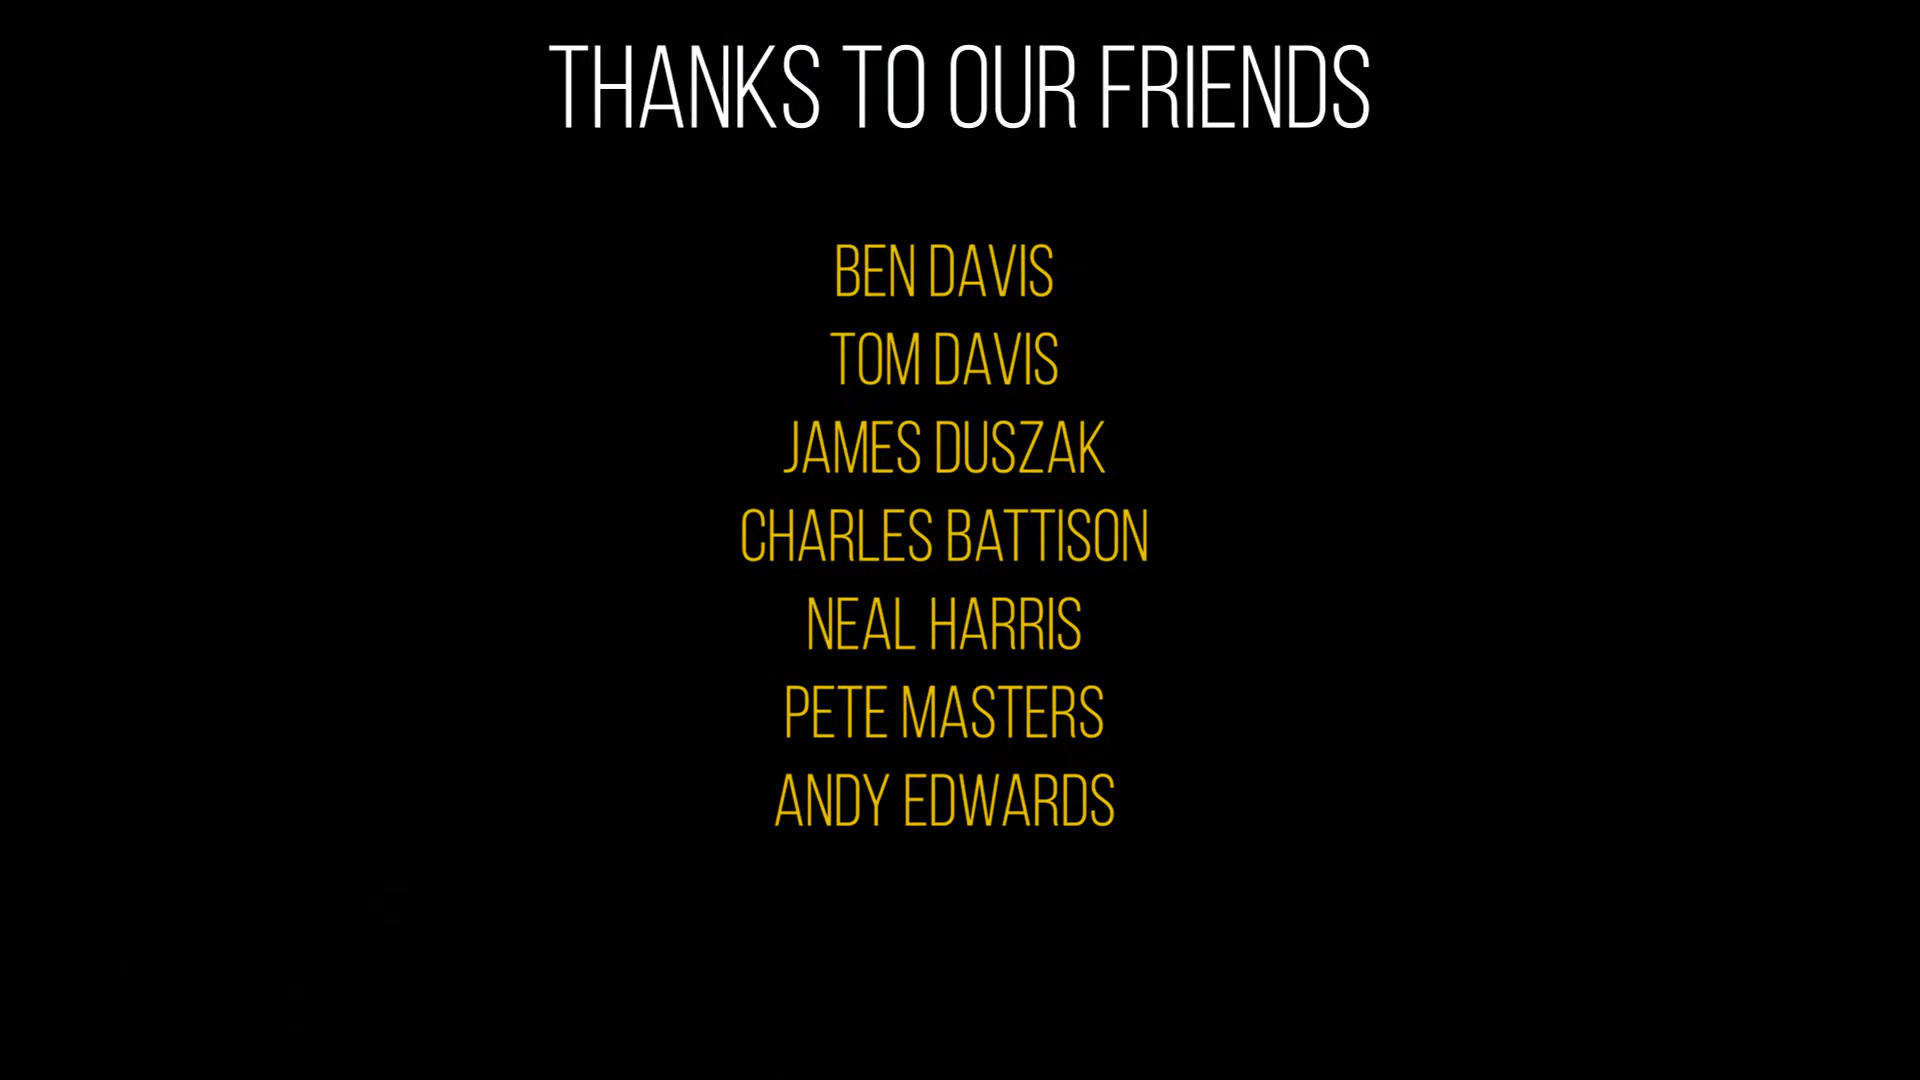 THANKS TO OUR FRIENDS
BEN DAVIS
TOM DAVIS
JAMES DUSZAK
CHARLES BATTISON
NEAL HARRIS
PETE MASTERS
ANDY EDWARDS